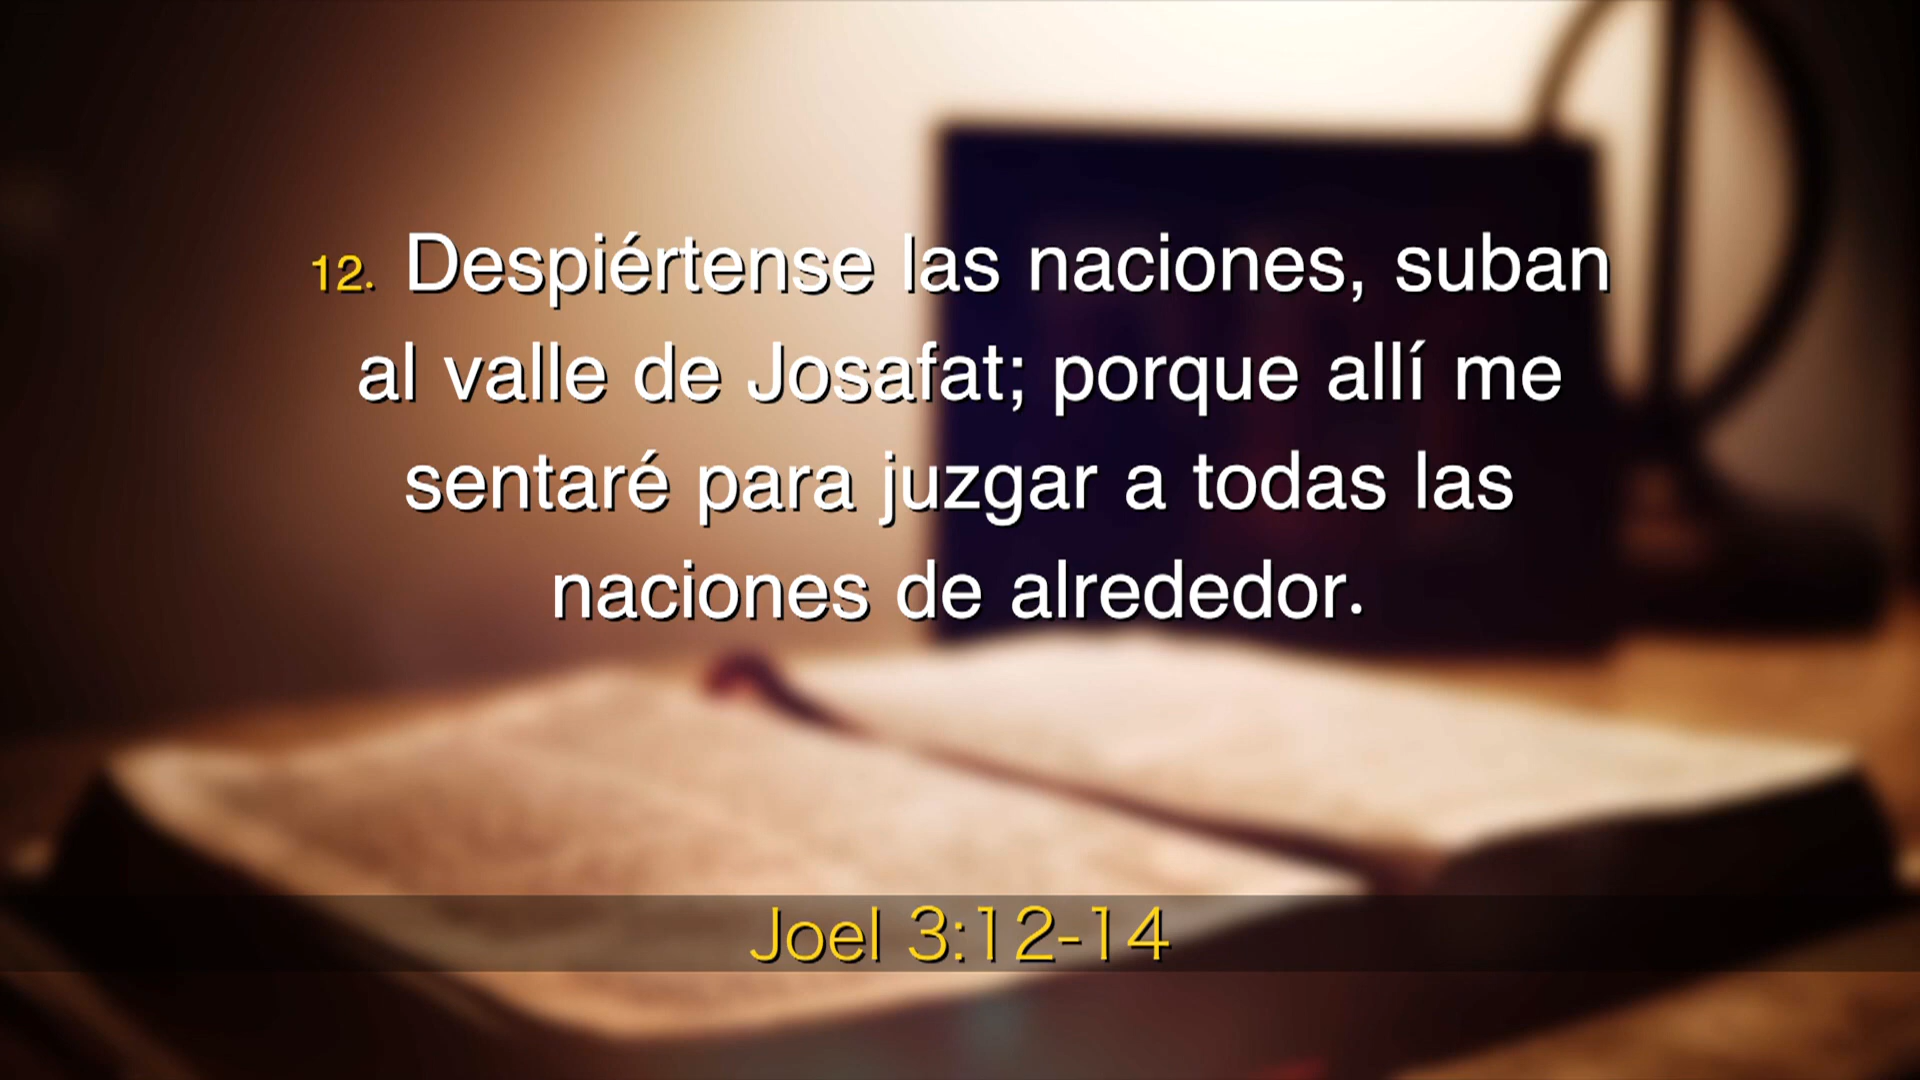 12. Despiértense las naciones, suban
al valle de Josafat; porque allí me
sentaré para juzgar a todas las
naciones de alrededor.
Joel 3:12-14